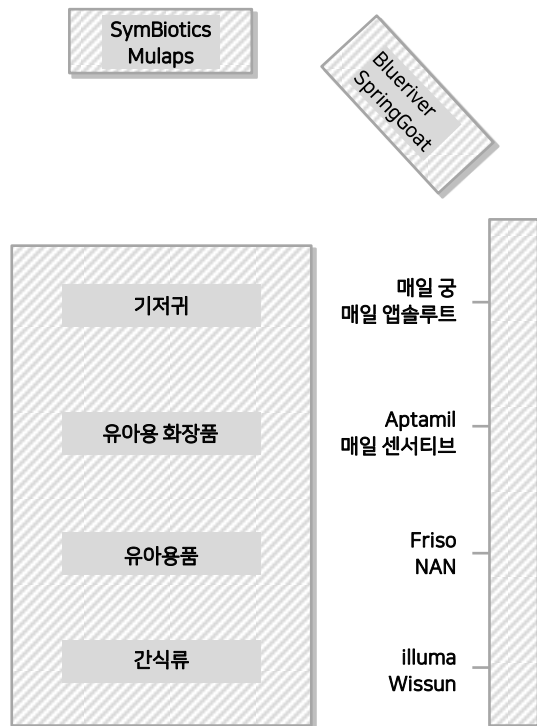 SymBiotics
Mulaps
Blueriver
SpringGoat
기저귀
매일 궁
매일 앱솔루트
유아용 화장품
Aptamil
매일 센서티브
유아용품
Friso
NAN
간식류
illuma
Wissun